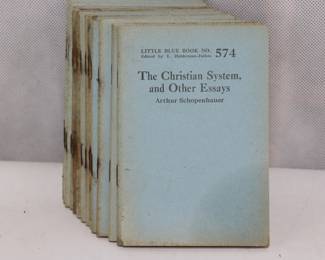 LITTLE BLUE BOOK NO. 574
Edited by E. Haldeman-Julius
The Christian System,
and Other Essays
Arthur Schopenhauer